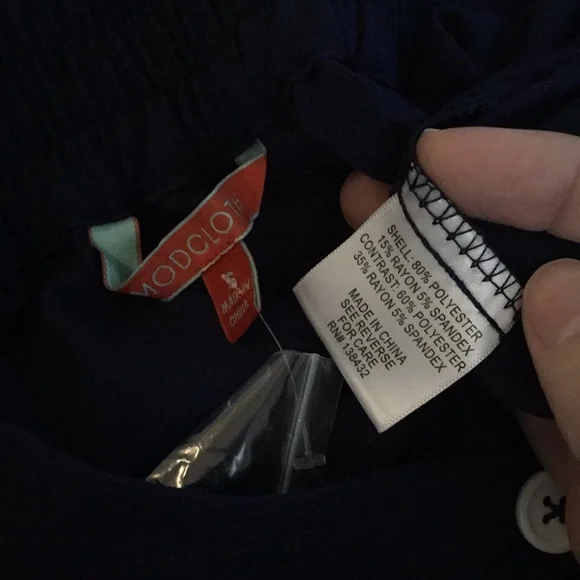 MODCLOTH
S
MADE IN
CHINA
SHELL: 80% POLYESTER
15% RAYON 5% SPANDEX
CONTRAST: 60% POLYESTER
35% RAYON 5% SPANDEX
MADE IN CHINA
SEE REVERSE
FOR CARE
RN# 138432